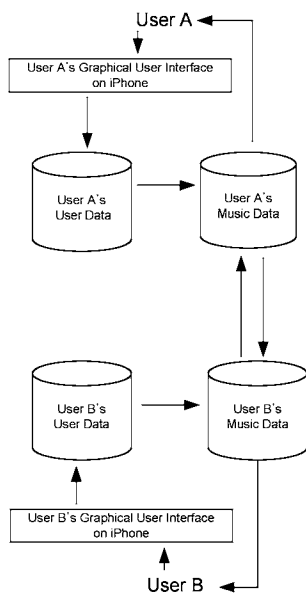 User A
User A's Graphical User Interface
on iPhone
User A's
User Data
User A's
Music Data
User B's
User Data
User B's
Music Data
User B's Graphical User Interface
on iPhone
User B